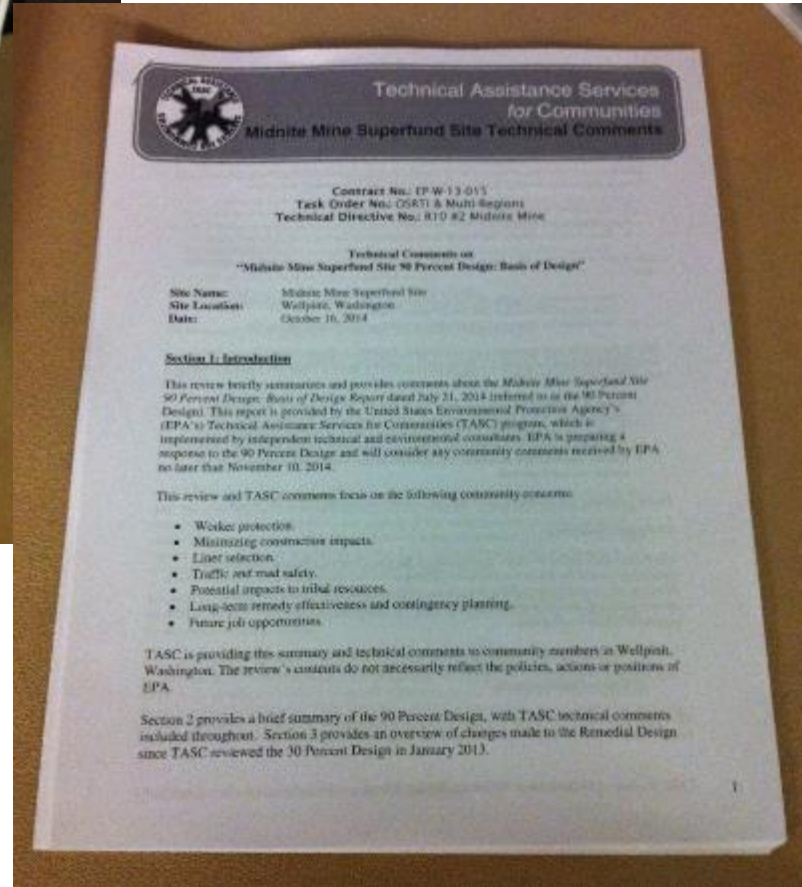 TECHNICAL ASSISTANCE
TASC
Technical Assistance Services
for Communities
Midnite Mine Superfund Site Technical Comments
Contract No.: EP-W-13-015
Task Order No.: OSRTI & Multi-Regions
Technical Directive No.: R10 #2 Midnite Mine
Technical Comments on
“Midnite Mine Superfund Site 90 Percent Design: Basis of Design”
Site Name: Midnite Mine Superfund Site
Site Location: Wellpinit, Washington
Date: October 16, 2014
Section 1: Introduction
This review briefly summarizes and provides comments about the Midnite Mine Superfund Site
90 Percent Design: Basis of Design Report dated July 21, 2014 (referred to as the 90 Percent
Design). This report is provided by the United States Environmental Protection Agency’s
(EPA’s) Technical Assistance Services for Communities (TASC) program, which is
implemented by independent technical and environmental consultants. EPA is preparing a
response to the 90 Percent Design and will consider any community comments received by EPA
no later than November 10, 2014.
This review and TASC comments focus on the following community concerns:
• Worker protection.
• Minimizing construction impacts.
• Liner selection.
• Traffic and road safety.
• Potential impacts to tribal resources.
• Long-term remedy effectiveness and contingency planning.
• Future job opportunities.
TASC is providing this summary and technical comments to community members in Wellpinit,
Washington. The review’s contents do not necessarily reflect the policies, actions or positions of
EPA.
Section 2 provides a brief summary of the 90 Percent Design, with TASC technical comments
included throughout. Section 3 provides an overview of changes made to the Remedial Design
since TASC reviewed the 30 Percent Design in January 2013.
1